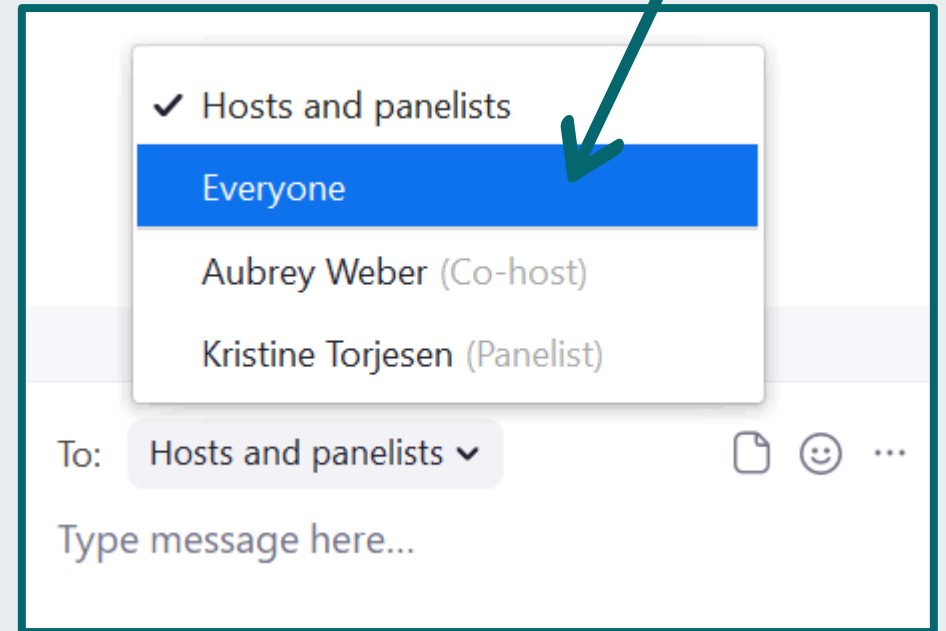 ✓ Hosts and panelists
Everyone
Aubrey Weber (Co-host)
Kristine Torjesen (Panelist)
To: Hosts and panelists
Type message here...